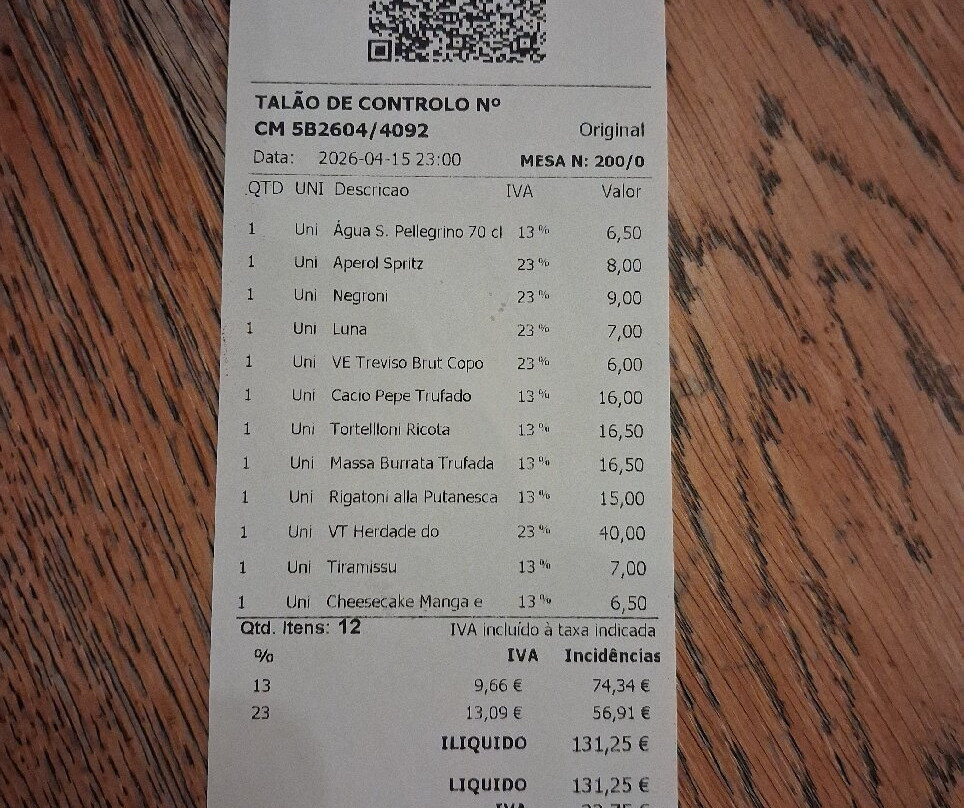 TALÃO DE CONTROLO Nº
CM 5B2604/4092 Original
Data: 2026-04-15 23:00 MESA N: 200/0
QTD UNI Descricao IVA Valor
1 Uni Água S. Pellegrino 70 cl 13% 6,50
1 Uni Aperol Spritz 23% 8,00
1 Uni Negroni 23% 9,00
1 Uni Luna 23% 7,00
1 Uni VE Treviso Brut Copo 23% 6,00
1 Uni Cacio Pepe Trufado 13% 16,00
1 Uni Tortellloni Ricota 13% 16,50
1 Uni Massa Burrata Trufada 13% 16,50
1 Uni Rigatoni alla Putanesca 13% 15,00
1 Uni VT Herdade do 23% 40,00
1 Uni Tiramissu 13% 7,00
1 Uni Cheesecake Manga e 13% 6,50
Qtd. Itens: 12 IVA incluído à taxa indicada
% IVA Incidências
13 9,66 € 74,34 €
23 13,09 € 56,91 €
ILIQUIDO 131,25 €
LIQUIDO 131,25 €